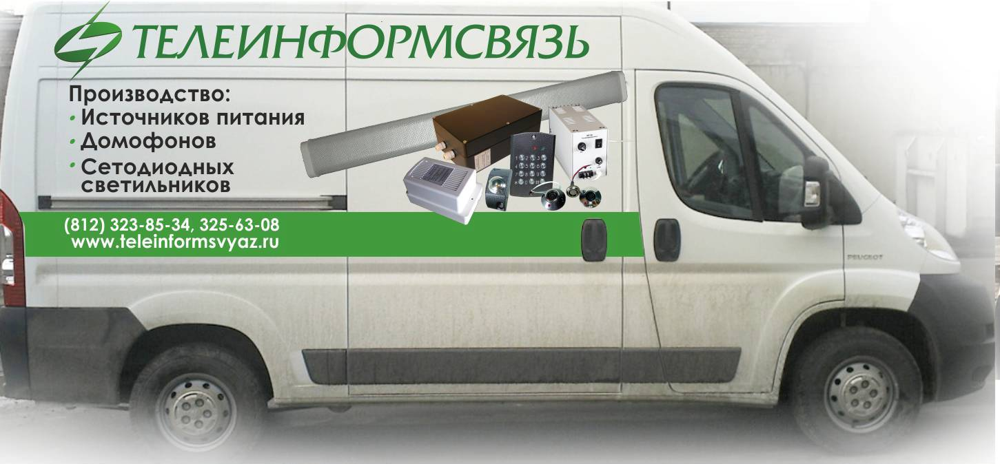 ТЕЛЕИНФОРМСВЯЗЬ
Производство:
• Источников питания
• Домофонов
• Сетодиодных
светильников
(812) 323-85-34, 325-63-08
www.teleinformsvyaz.ru
PEUGEOT